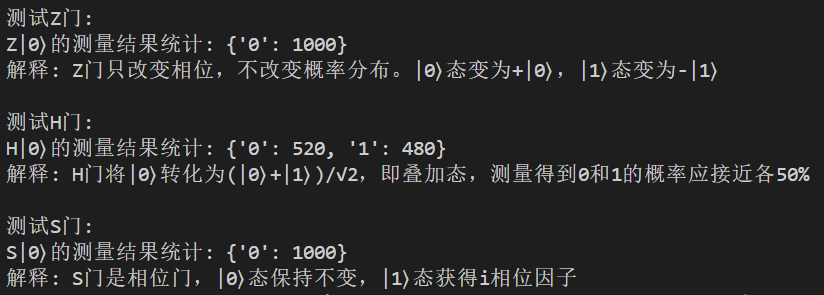 测试Z门:
Z|0⟩的测量结果统计: {'0': 1000}
解释: Z门只改变相位，不改变概率分布。|0⟩态变为+|0⟩，|1⟩态变为-|1⟩
测试H门:
H|0⟩的测量结果统计: {'0': 520, '1': 480}
解释: H门将|0⟩转化为(|0⟩+|1⟩)/√2，即叠加态，测量得到0和1的概率应接近各50%
测试S门:
S|0⟩的测量结果统计: {'0': 1000}
解释: S门是相位门，|0⟩态保持不变，|1⟩态获得i相位因子